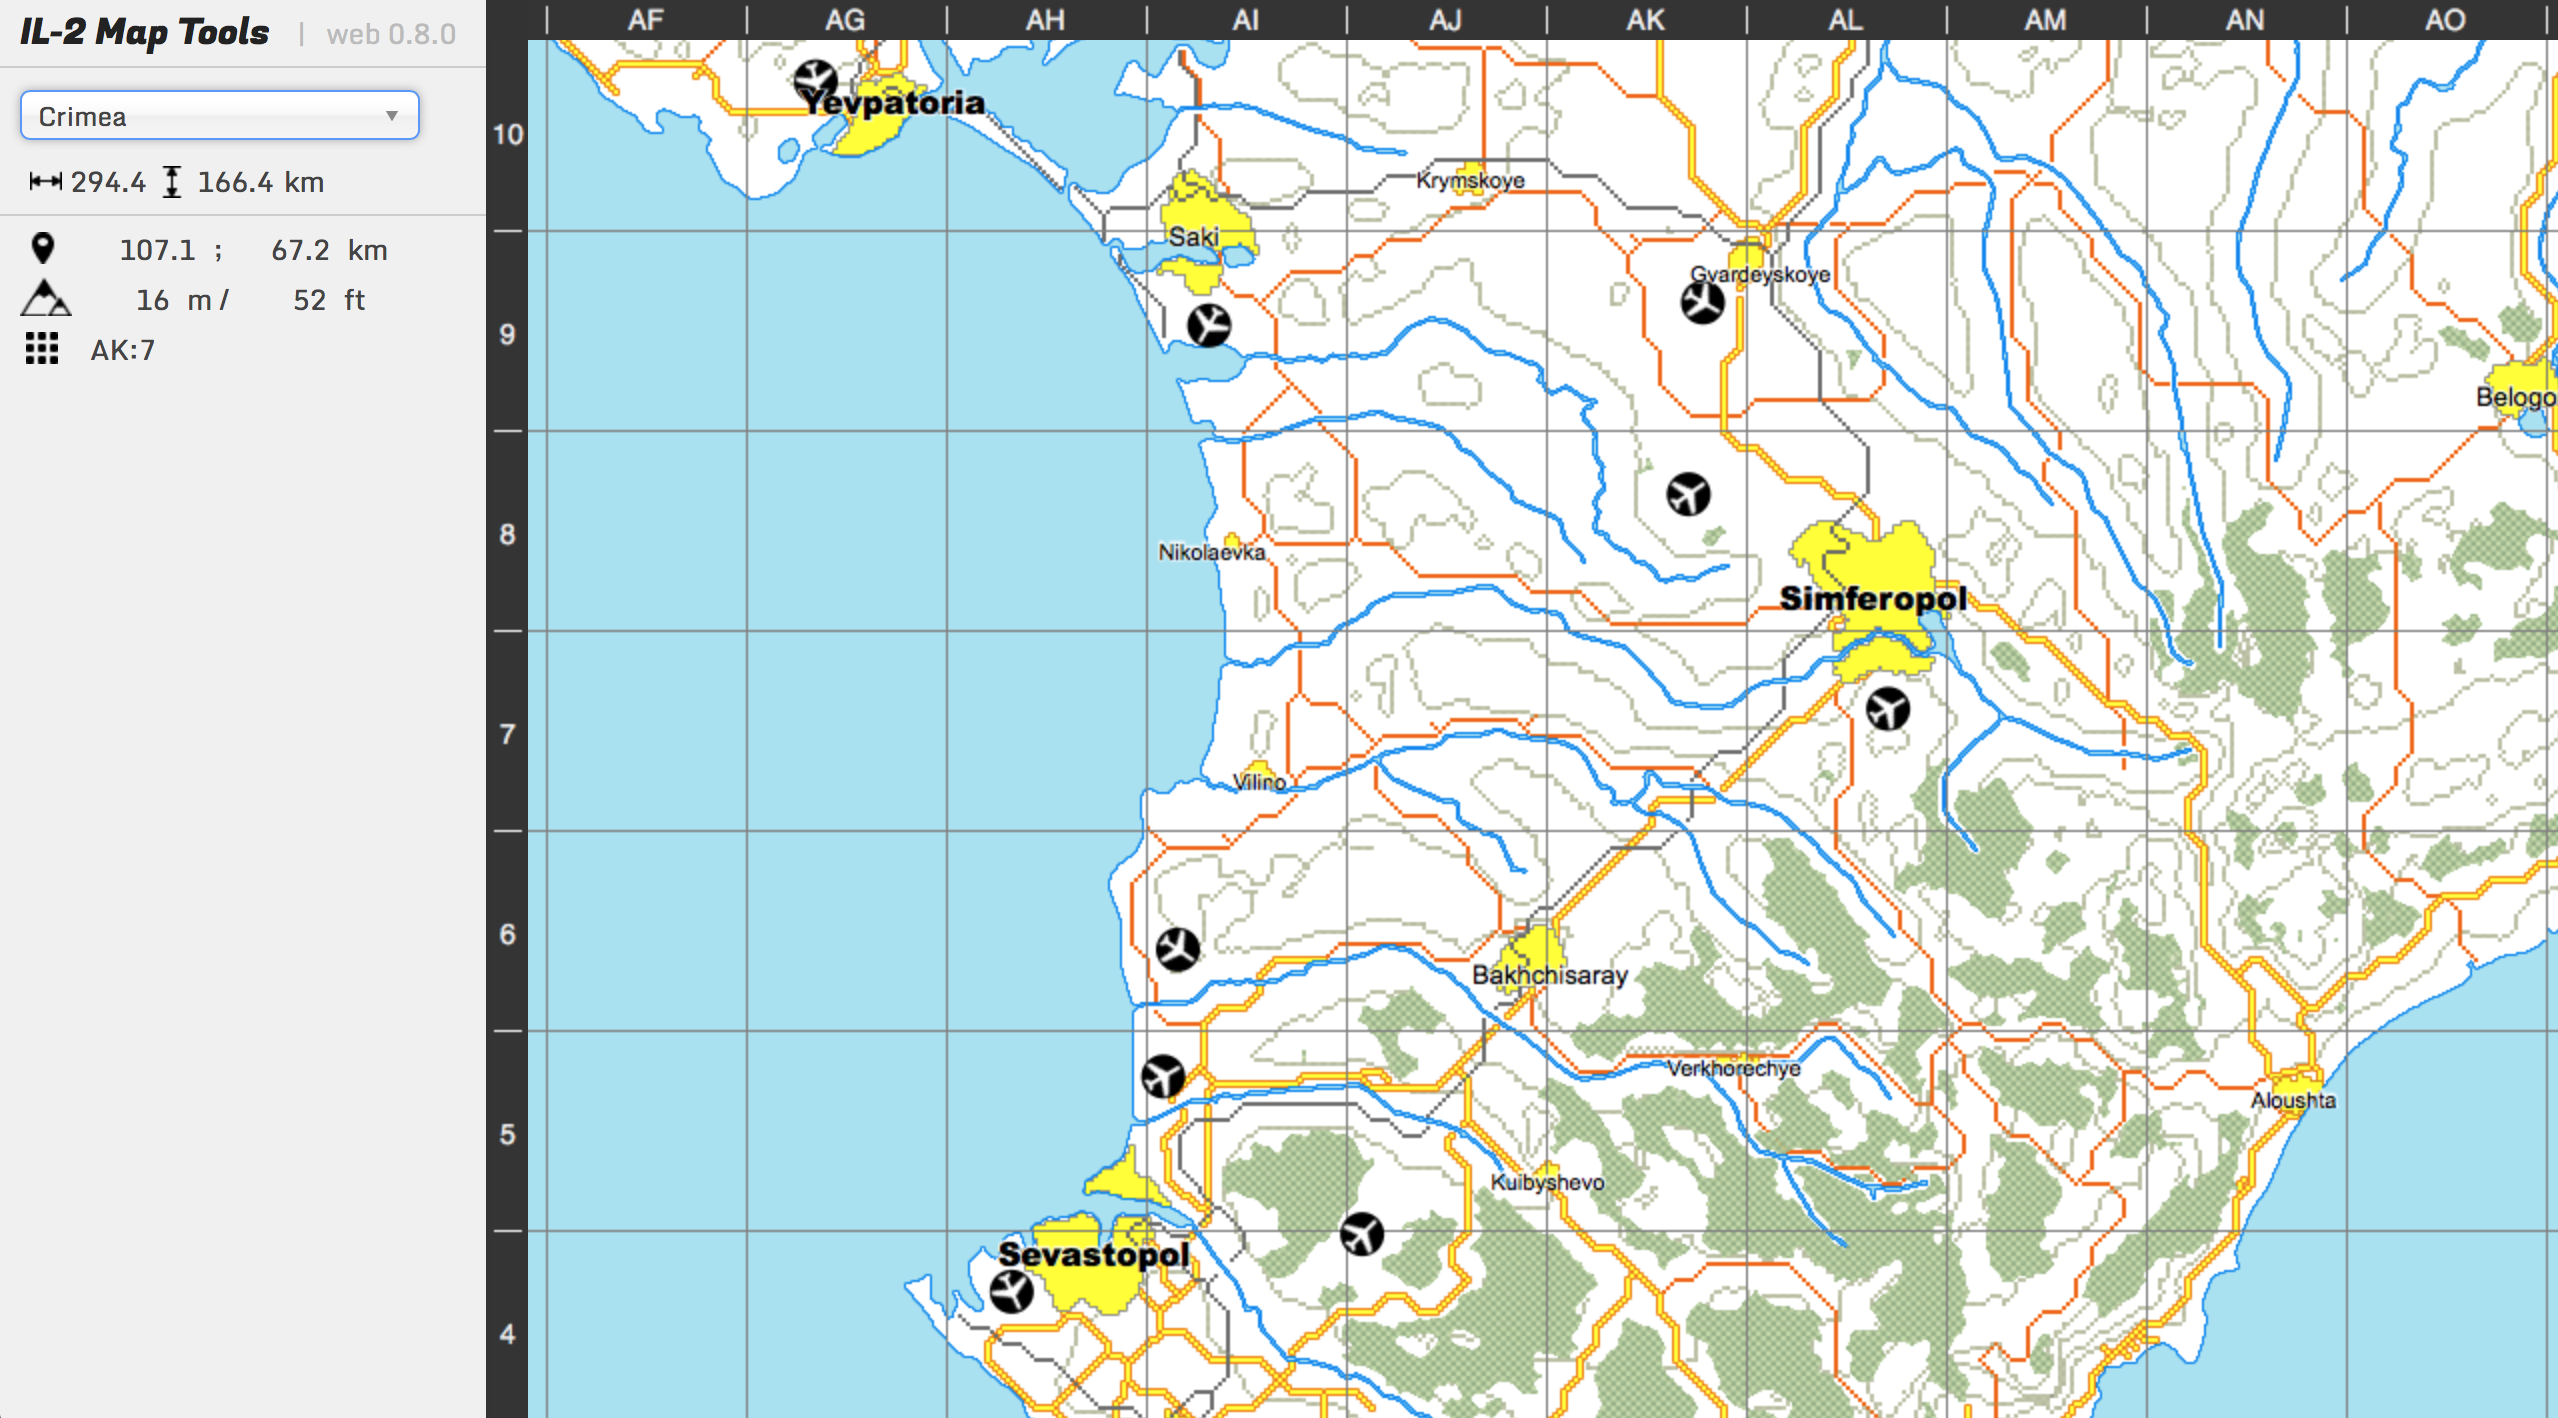 IL-2 Map Tools | web 0.8.0
Crimea
294.4 166.4 km
107.1 ; 67.2 km
16 m/ 52 ft
AK:7
AF AG AH AI AJ AK AL AM AN AO
10
9
8
7
6
5
4
Yevpatoria
Krymskoye
Saki
Gvardeyskoye
Belogo
Nikolaevka
Simferopol
Vilino
Bakhchisaray
Verkhorechye
Aloushta
Kuibyshevo
Sevastopol